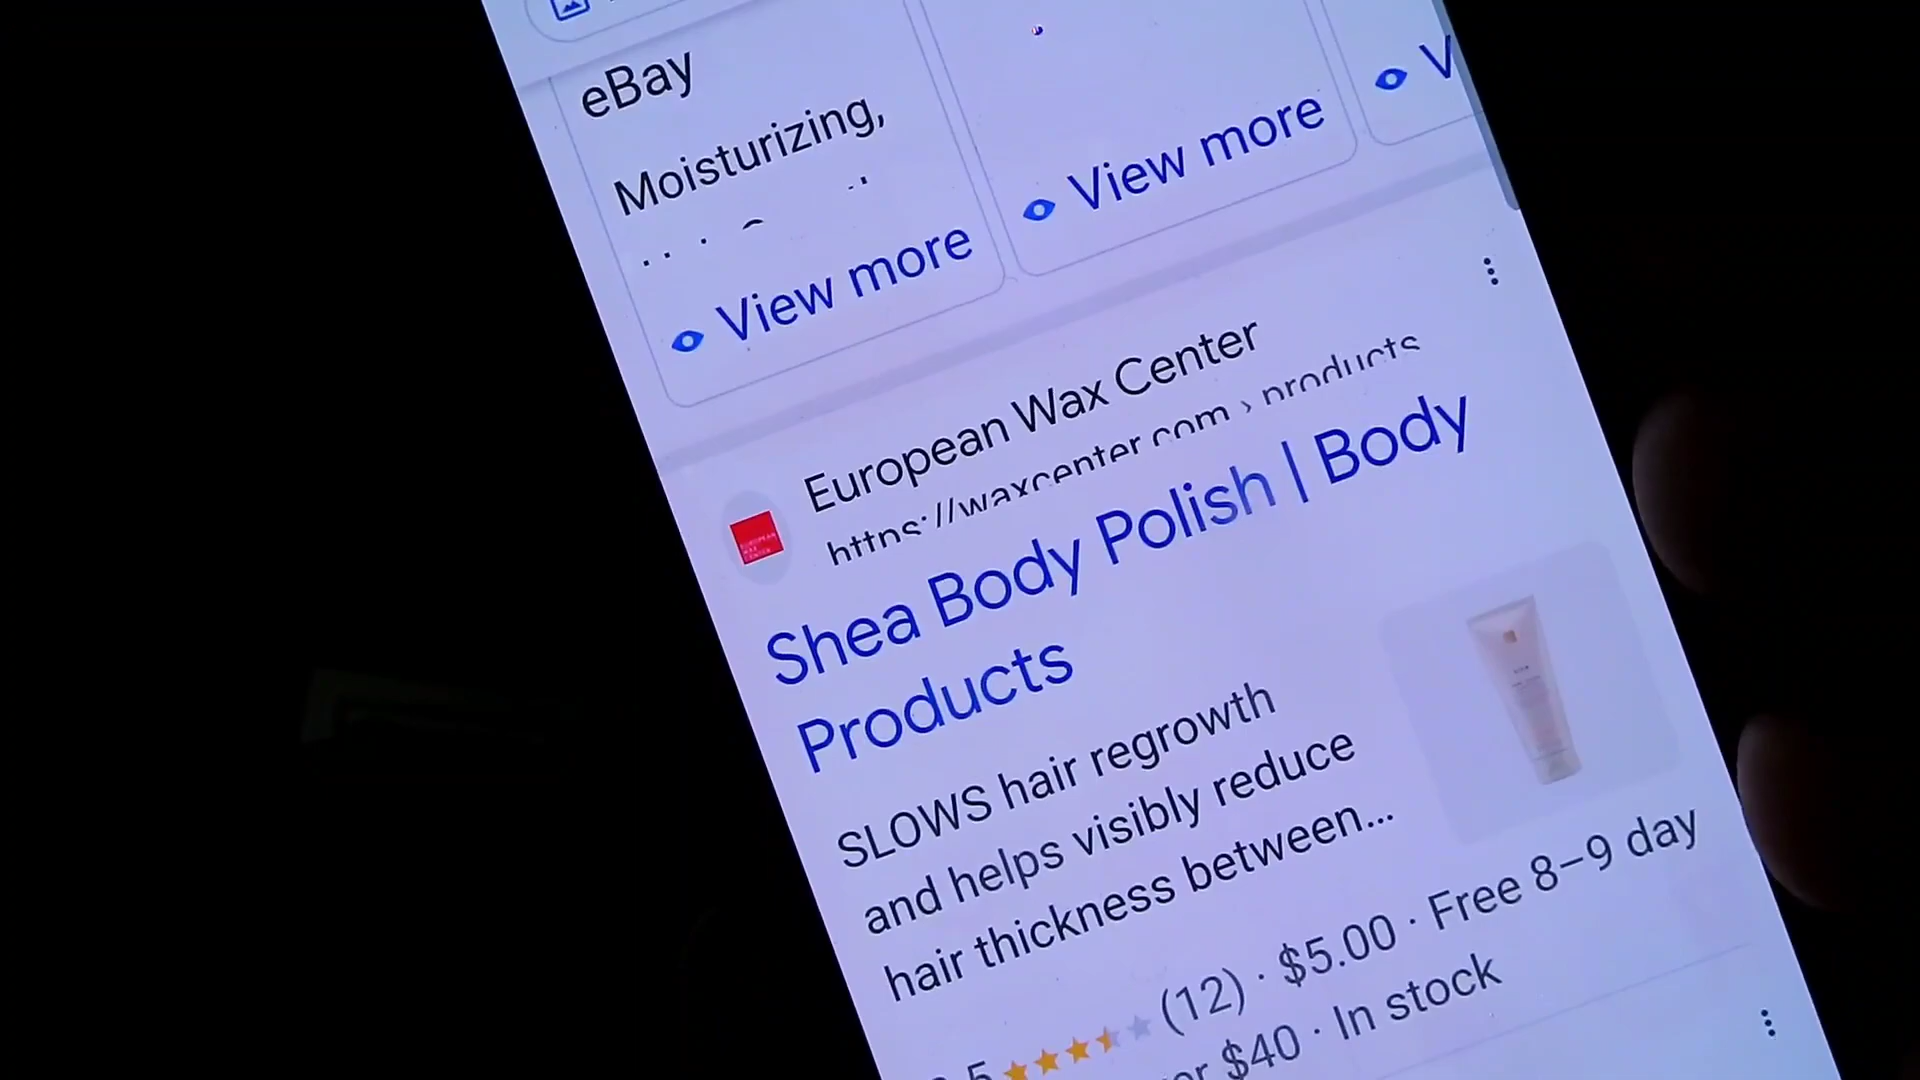 eBay
Moisturizing,
View more
View more
V
European Wax Center
https://waxcenter.com › products
Shea Body Polish | Body
Products
SLOWS hair regrowth
and helps visibly reduce
hair thickness between...
(12) · $5.00 · Free 8–9 day
$40 · In stock